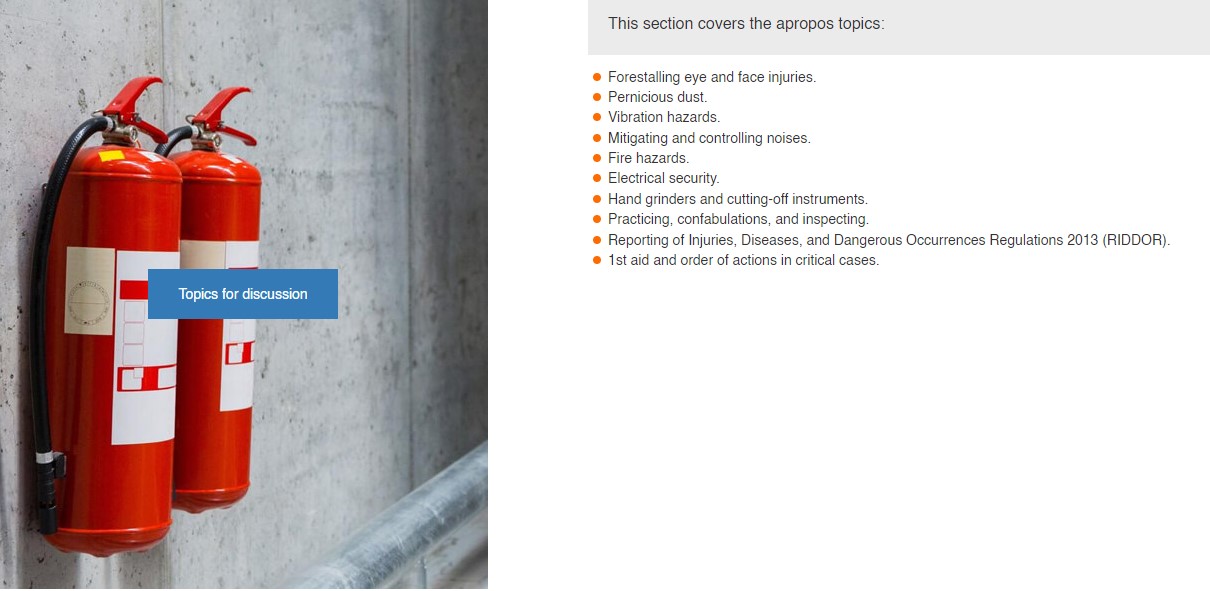 This section covers the apropos topics:
Forestalling eye and face injuries.
Pernicious dust.
Vibration hazards.
Mitigating and controlling noises.
Fire hazards.
Electrical security.
Hand grinders and cutting-off instruments.
Practicing, confabulations, and inspecting.
Reporting of Injuries, Diseases, and Dangerous Occurrences Regulations 2013 (RIDDOR).
1st aid and order of actions in critical cases.
Topics for discussion